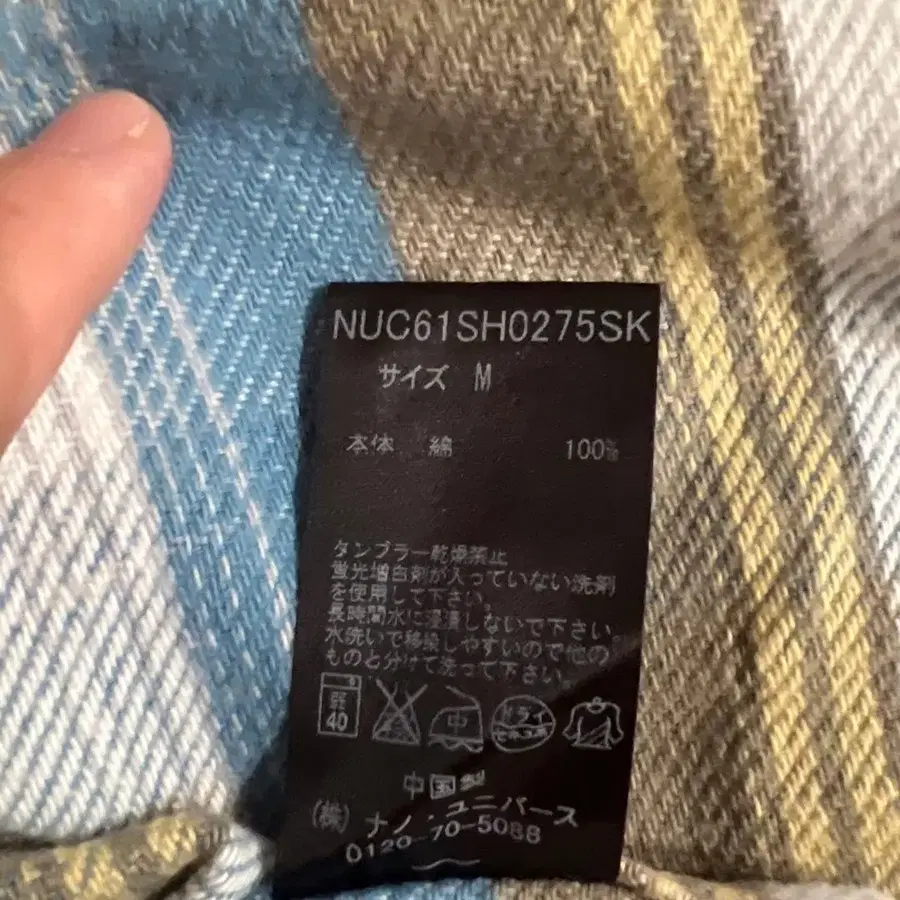 NUC61SH0275SK
サイズ M
本体 綿 100%
タンブラー乾燥禁止
蛍光増白剤が入っていない洗剤
を使用して下さい。
長時間水に浸漬しないで下さい
水洗いで移染しやすいので他の
ものと分けて洗って下さい。
弱 40 中 ドライ セキユ系
中国製
(株) ナノ・ユニバース
0120-70-5088